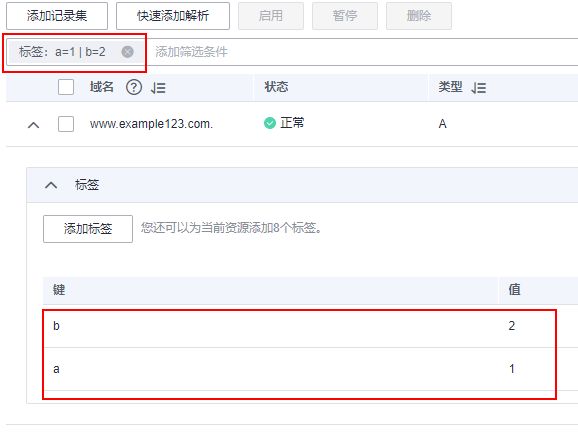 添加记录集 快速添加解析 启用 暂停 删除
标签: a=1 | b=2 添加筛选条件
域名 ? 状态 类型
www.example123.com. 正常 A
标签
添加标签 您还可以为当前资源添加8个标签。
键 值
b 2
a 1